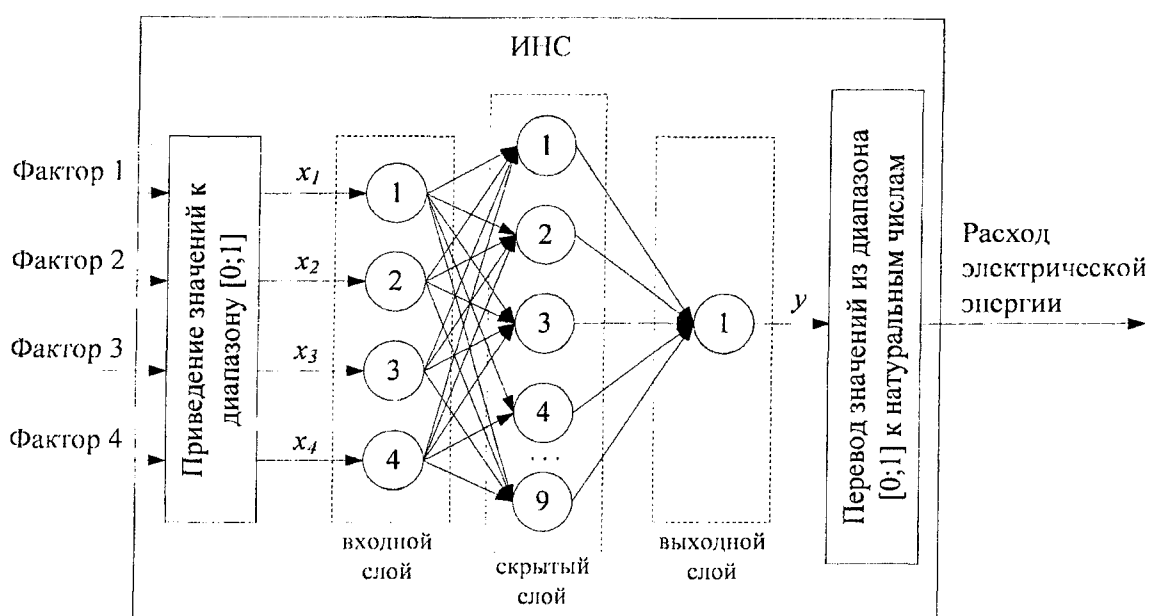 ИНС
Фактор 1
Фактор 2
Фактор 3
Фактор 4
Приведение значений к
диапазону [0;1]
x1
x2
x3
x4
1
2
3
4
входной
слой
1
2
3
4
. . .
9
скрытый
слой
1
выходной
слой
y
Перевод значений из диапазона
[0;1] к натуральным числам
Расход
электрической
энергии